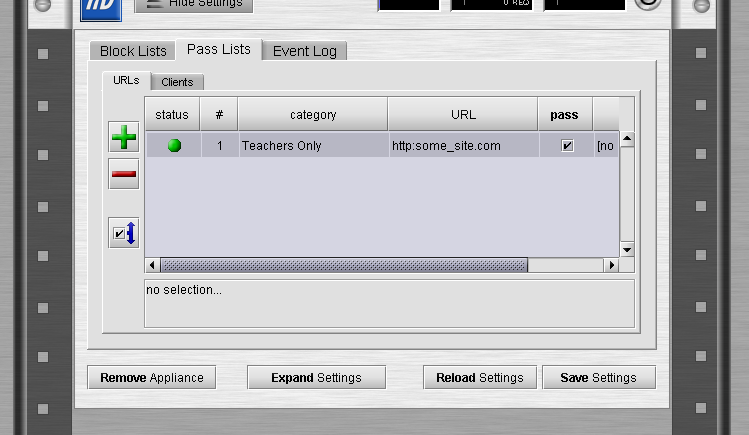 Hide Settings
0 REQ
Block Lists Pass Lists Event Log
URLs Clients
status # category URL pass
1 Teachers Only http:some_site.com [no
no selection...
Remove Appliance Expand Settings Reload Settings Save Settings